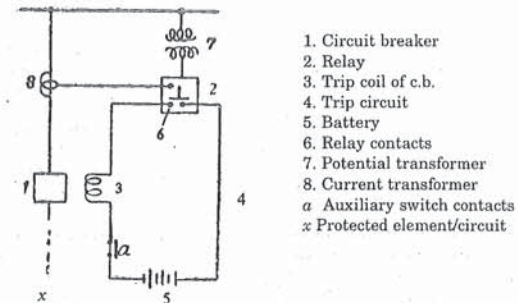 7
8
2
6
1
3
4
a
x
5
1. Circuit breaker
2. Relay
3. Trip coil of c.b.
4. Trip circuit
5. Battery
6. Relay contacts
7. Potential transformer
8. Current transformer
a Auxiliary switch contacts
x Protected element/circuit